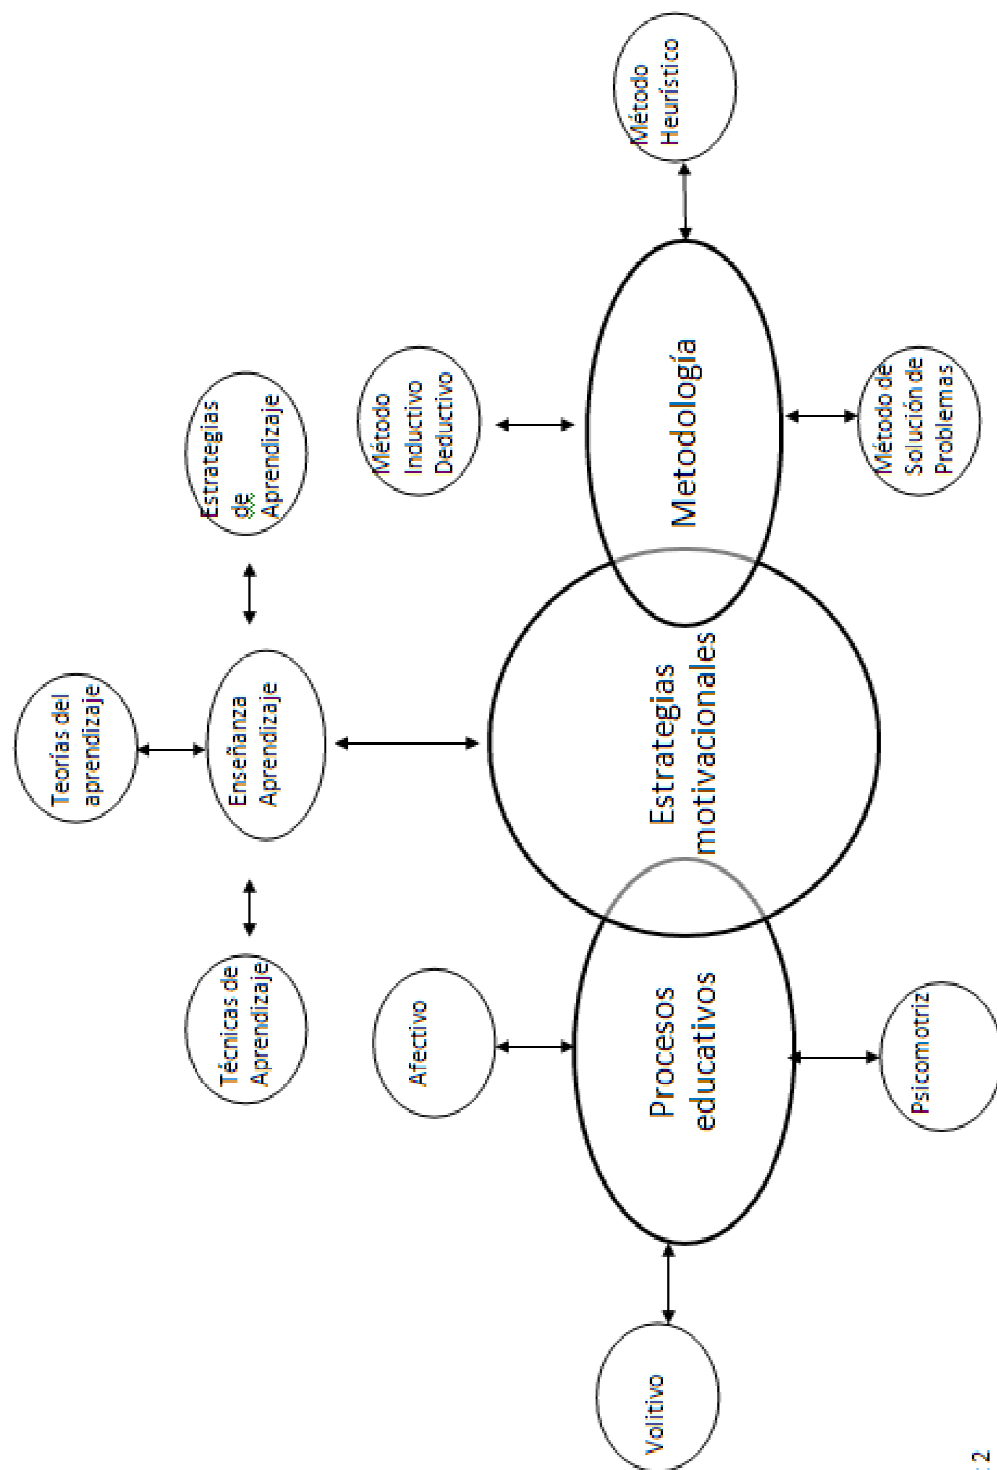 Teorías del
aprendizaje
Técnicas de
Aprendizaje
Enseñanza
Aprendizaje
Estrategias
de
Aprendizaje
Afectivo
Método
Inductivo
Deductivo
Volitivo
Procesos
educativos
Estrategias
motivacionales
Metodología
Método
Heurístico
Psicomotriz
Método de
Solución de
Problemas
: 2